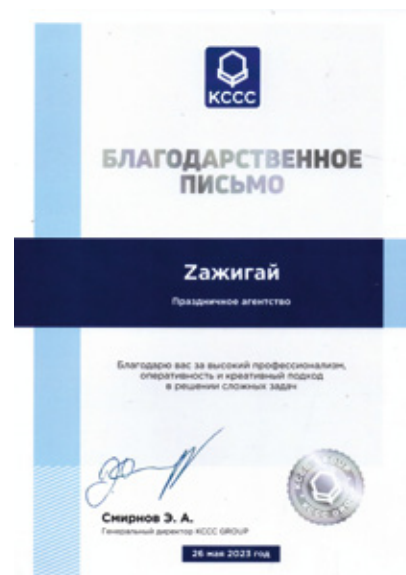 КССС
БЛАГОДАРСТВЕННОЕ
ПИСЬМО
Zажигай
Праздничное агентство
Благодарю вас за высокий профессионализм,
оперативность и креативный подход
в решении сложных задач
Смирнов Э. А.
Генеральный директор КССС GROUP
26 мая 2023 год